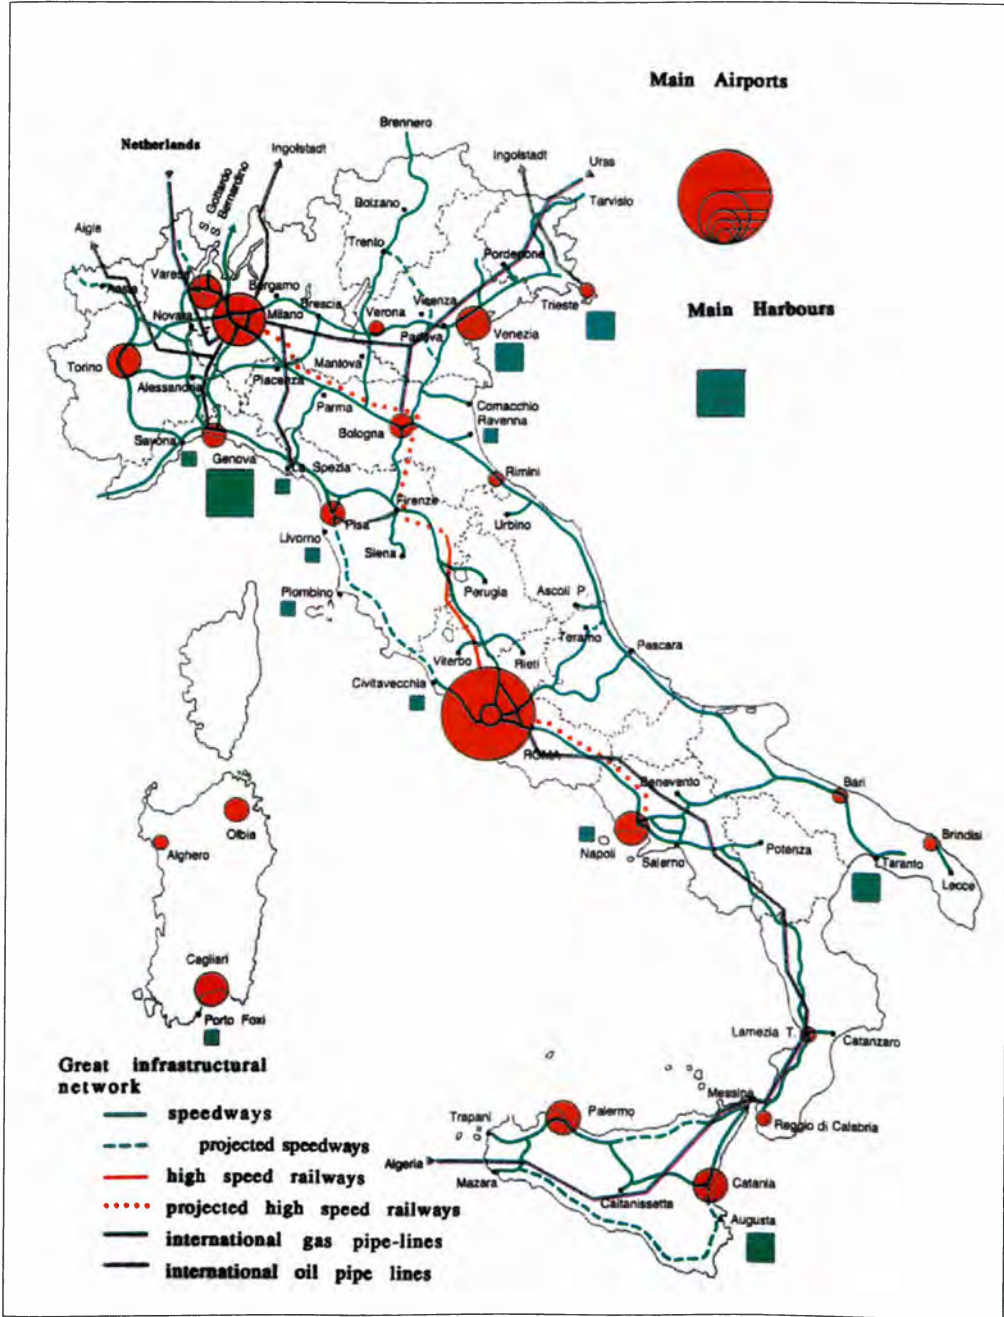 Main Airports
Brennero
Netherlands
Ingolstadt
Ingolstadt
Urss
Tarvisio
S. Gottardo
S. Bernardino
Bolzano
Aigle
Trento
Pordenone
Varese
Aosta
Bergamo
Vicenza
Trieste
Main Harbours
Novara
Milano
Brescia
Verona
Padova
Venezia
Torino
Mantova
Alessandria
Piacenza
Parma
Comacchio
Ravenna
Bologna
Savona
Genova
La Spezia
Rimini
Firenze
Pisa
Urbino
Livorno
Siena
Piombino
Perugia
Ascoli P.
Teramo
Pescara
Viterbo
Rieti
Civitavecchia
ROMA
Benevento
Bari
Olbia
Alghero
Napoli
Salerno
Potenza
Brindisi
Taranto
Lecce
Cagliari
Porto Foxi
Lamezia T.
Catanzaro
Great infrastructural
network
speedways
projected speedways
high speed railways
projected high speed railways
international gas pipe-lines
international oil pipe lines
Messina
Trapani
Palermo
Reggio di Calabria
Algeria
Mazara
Caltanissetta
Catania
Augusta